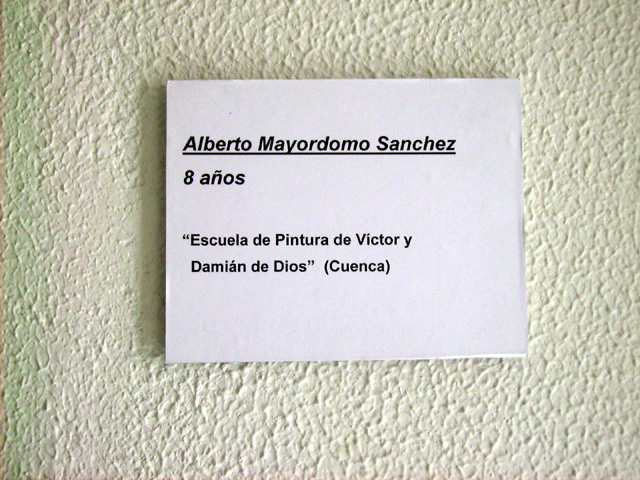 Alberto Mayordomo Sanchez
8 años
“Escuela de Pintura de Víctor y
Damián de Dios” (Cuenca)